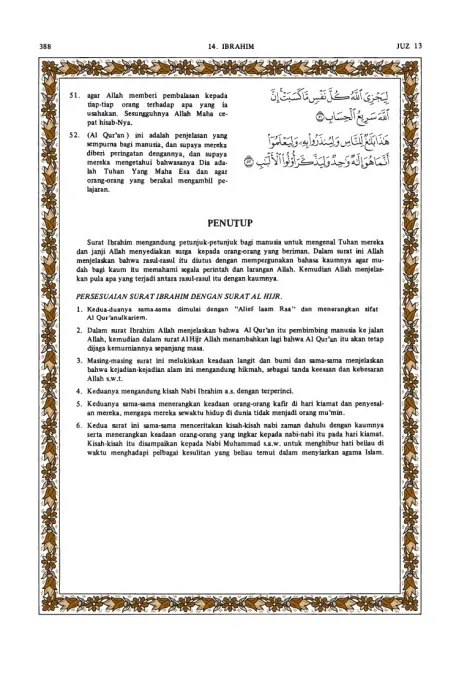 388
14. IBRAHIM
JUZ 13
51. agar Allah memberi pembalasan kepada
tiap-tiap orang terhadap apa yang ia
usahakan. Sesungguhnya Allah Maha ce-
pat hisab-Nya.
لِيَجْزِيَ ٱللَّهُ كُلَّ نَفْسٍ مَّا كَسَبَتْ إِنَّ
ٱللَّهَ سَرِيعُ ٱلْحِسَابِ ۝٥١
52. (Al Qur'an) ini adalah penjelasan yang
sempurna bagi manusia, dan supaya mereka
diberi peringatan dengannya, dan supaya
mereka mengetahui bahwasanya Dia ada-
lah Tuhan Yang Maha Esa dan agar
orang-orang yang berakal mengambil pe-
lajaran.
هَٰذَا بَلَٰغٌ لِّلنَّاسِ وَلِيُنذَرُوا۟ بِهِۦ وَلِيَعْلَمُوٓا۟
أَنَّمَا هُوَ إِلَٰهٌ وَٰحِدٌ وَلِيَذَّكَّرَ أُو۟لُوا۟ ٱلْأَلْبَٰبِ ۝٥٢
PENUTUP
Surat Ibrahim mengandung petunjuk-petunjuk bagi manusia untuk mengenal Tuhan mereka
dan janji Allah menyediakan surga kepada orang-orang yang beriman. Dalam surat ini Allah
menjelaskan bahwa rasul-rasul itu diutus dengan mempergunakan bahasa kaumnya agar mu-
dah bagi kaum itu memahami segala perintah dan larangan Allah. Kemudian Allah menjelas-
kan pula apa yang terjadi antara rasul-rasul itu dengan kaumnya.
PERSESUAIAN SURAT IBRAHIM DENGAN SURAT AL HIJR.
1. Kedua-duanya sama-sama dimulai dengan "Alief laam Raa" dan menerangkan sifat
Al Qur'anulkariem.
2. Dalam surat Ibrahim Allah menjelaskan bahwa Al Qur'an itu pembimbing manusia ke jalan
Allah, kemudian dalam surat Al Hijr Allah menambahkan lagi bahwa Al Qur'an itu akan tetap
dijaga kemurniannya sepanjang masa.
3. Masing-masing surat ini melukiskan keadaan langit dan bumi dan sama-sama menjelaskan
bahwa kejadian-kejadian alam ini mengandung hikmah, sebagai tanda keesaan dan kebesaran
Allah s.w.t.
4. Keduanya mengandung kisah Nabi Ibrahim a.s. dengan terperinci.
5. Keduanya sama-sama menerangkan keadaan orang-orang kafir di hari kiamat dan penyesal-
an mereka, mengapa mereka sewaktu hidup di dunia tidak menjadi orang mu'min.
6. Kedua surat ini sama-sama menceritakan kisah-kisah nabi zaman dahulu dengan kaumnya
serta menerangkan keadaan orang-orang yang ingkar kepada nabi-nabi itu pada hari kiamat.
Kisah-kisah itu disampaikan kepada Nabi Muhammad s.a.w. untuk menghibur hati beliau di
waktu menghadapi pelbagai kesulitan yang beliau temui dalam menyiarkan agama Islam.